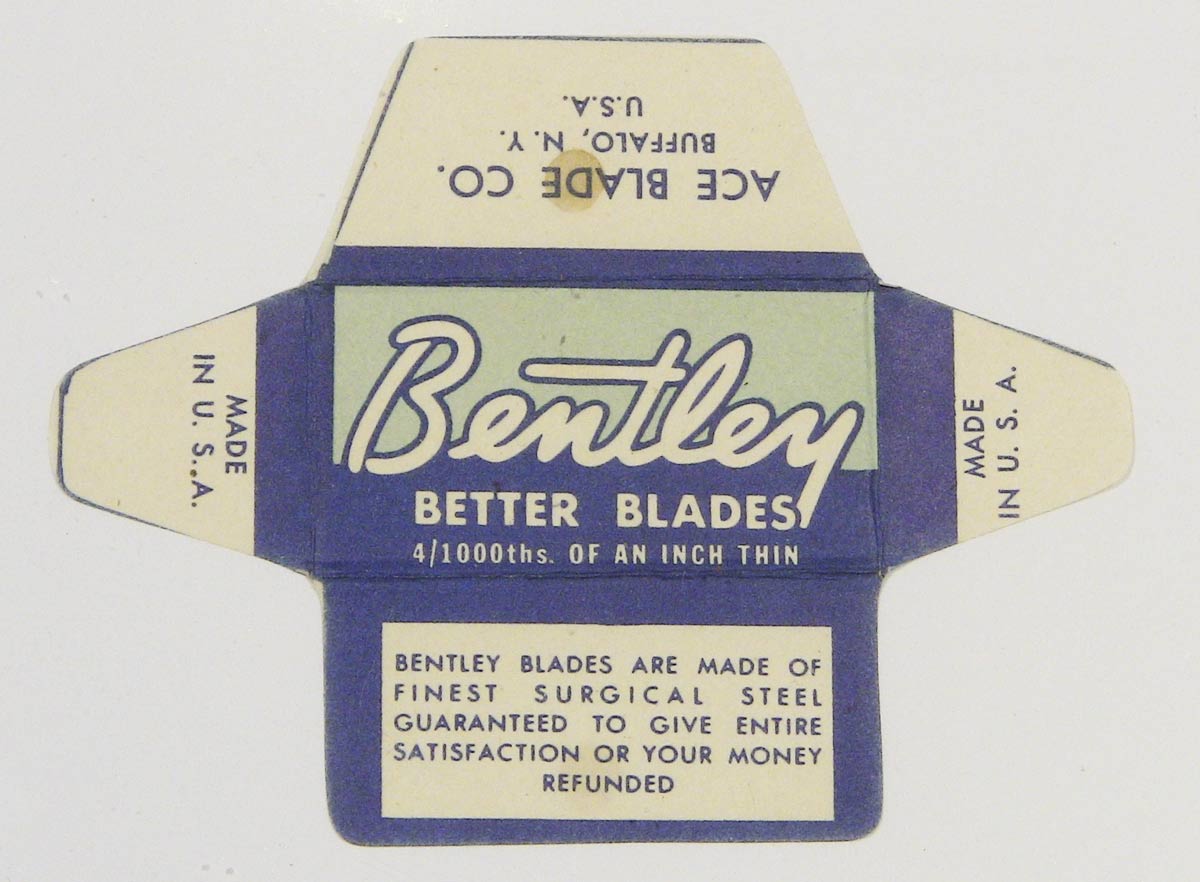 ACE BLADE CO.
BUFFALO, N. Y.
U.S.A.
MADE
IN U. S. A.
Bentley
BETTER BLADES
4/1000ths. OF AN INCH THIN
MADE
IN U. S. A.
BENTLEY BLADES ARE MADE OF
FINEST SURGICAL STEEL
GUARANTEED TO GIVE ENTIRE
SATISFACTION OR YOUR MONEY
REFUNDED